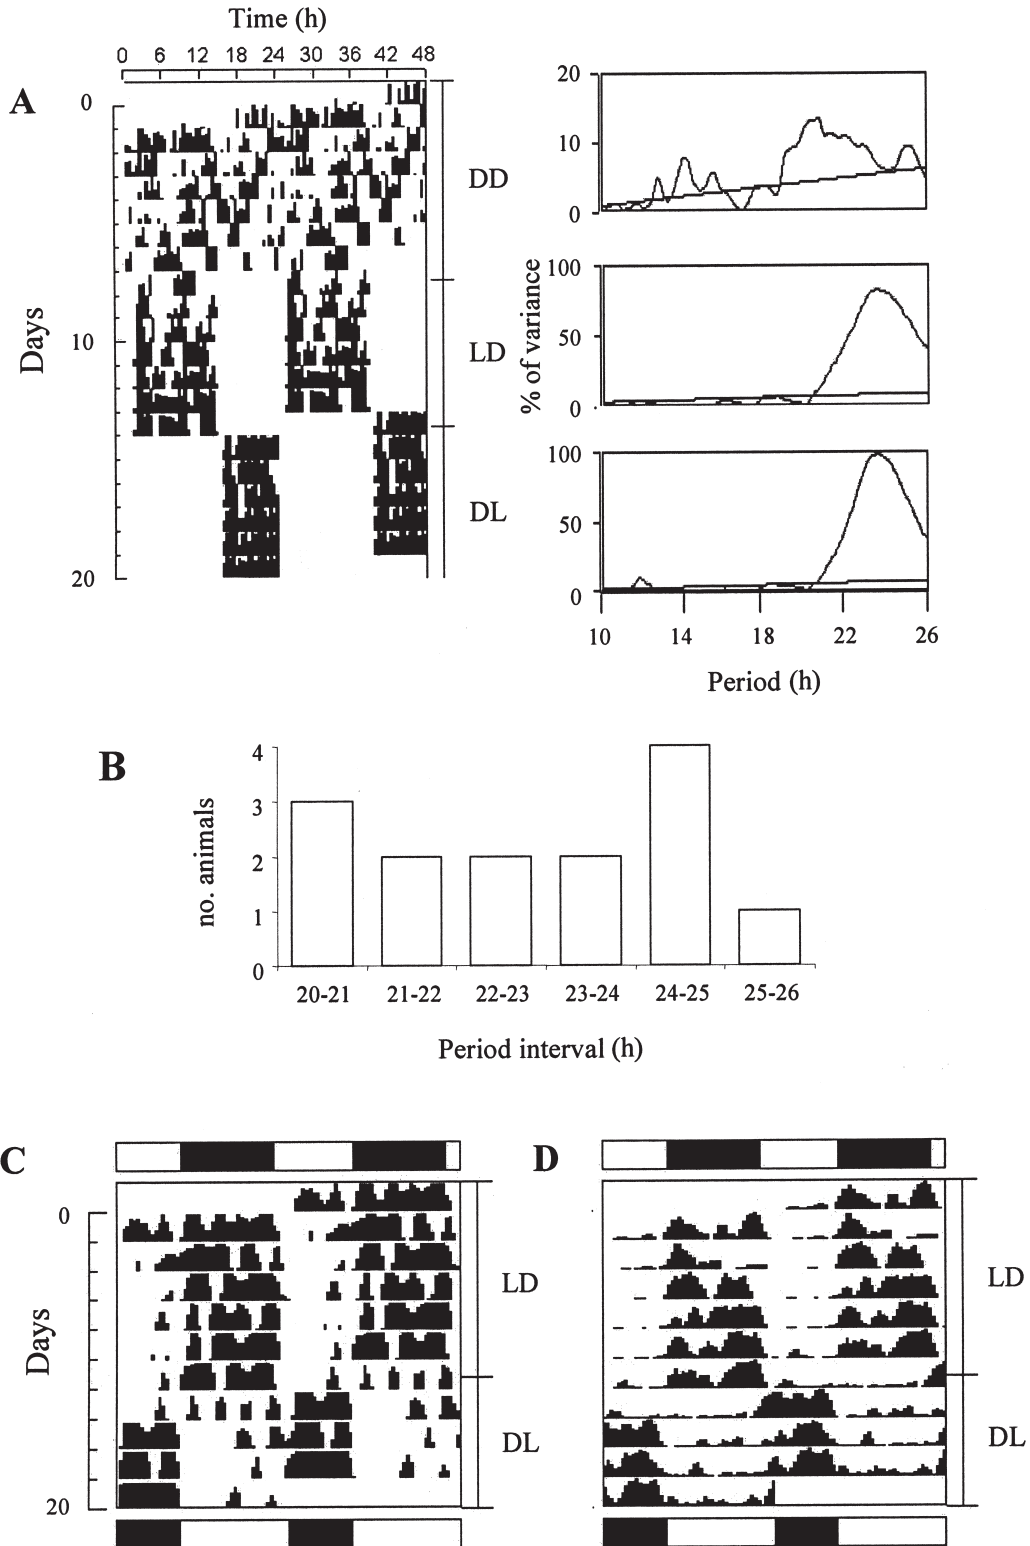 Time (h)
0 6 12 18 24 30 36 42 48
A
0
10
20
Days
DD
LD
DL
20
10
0
% of variance
100
50
0
100
50
0
10 14 18 22 26
Period (h)
B
no. animals
4
3
2
1
0
20-21 21-22 22-23 23-24 24-25 25-26
Period interval (h)
C
Days
0
20
LD
DL
D
LD
DL